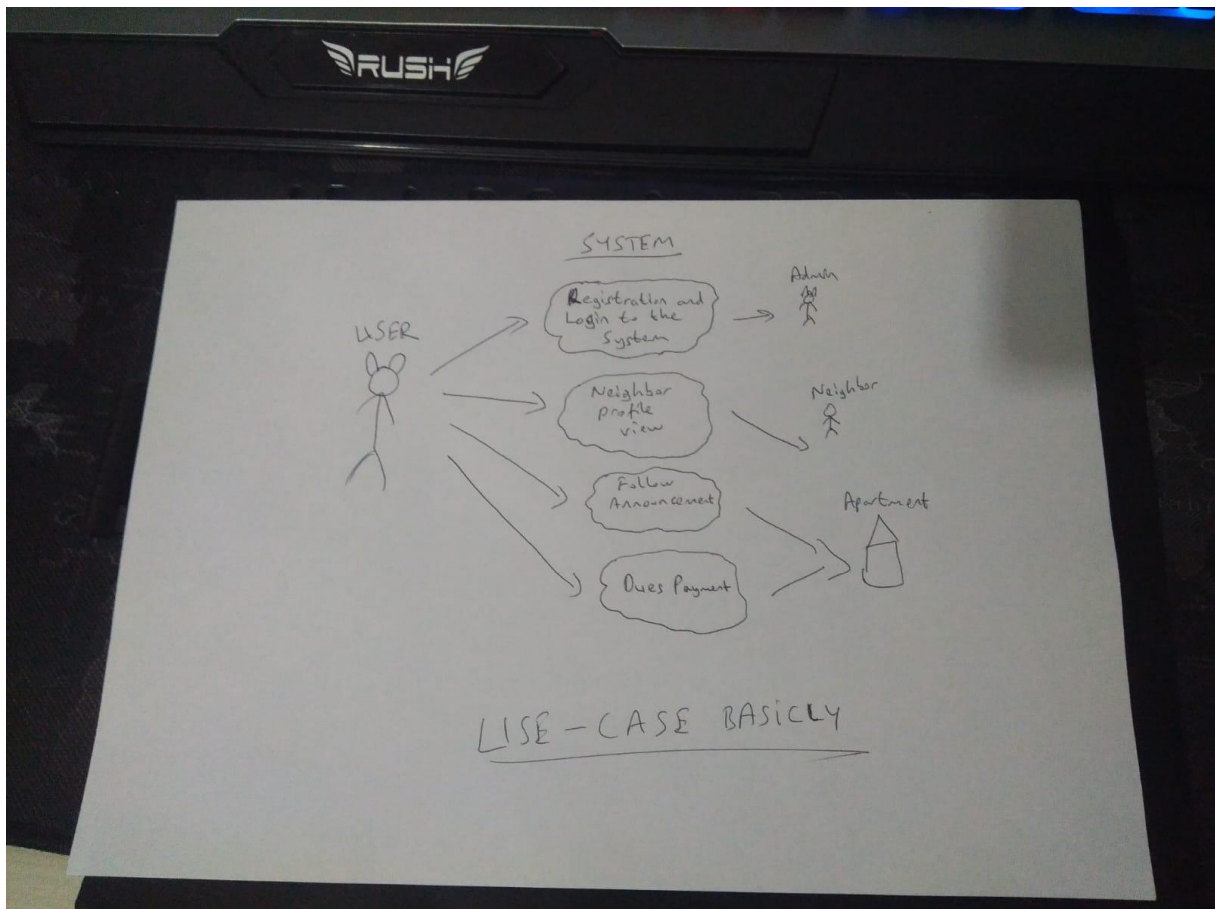 RUSH
SYSTEM
USER
Registration and
Login to the
System
Admin
Neighbor
profile
view
Neighbor
Follow
Announcement
Apartment
Dues Payment
USE-CASE BASiCLY